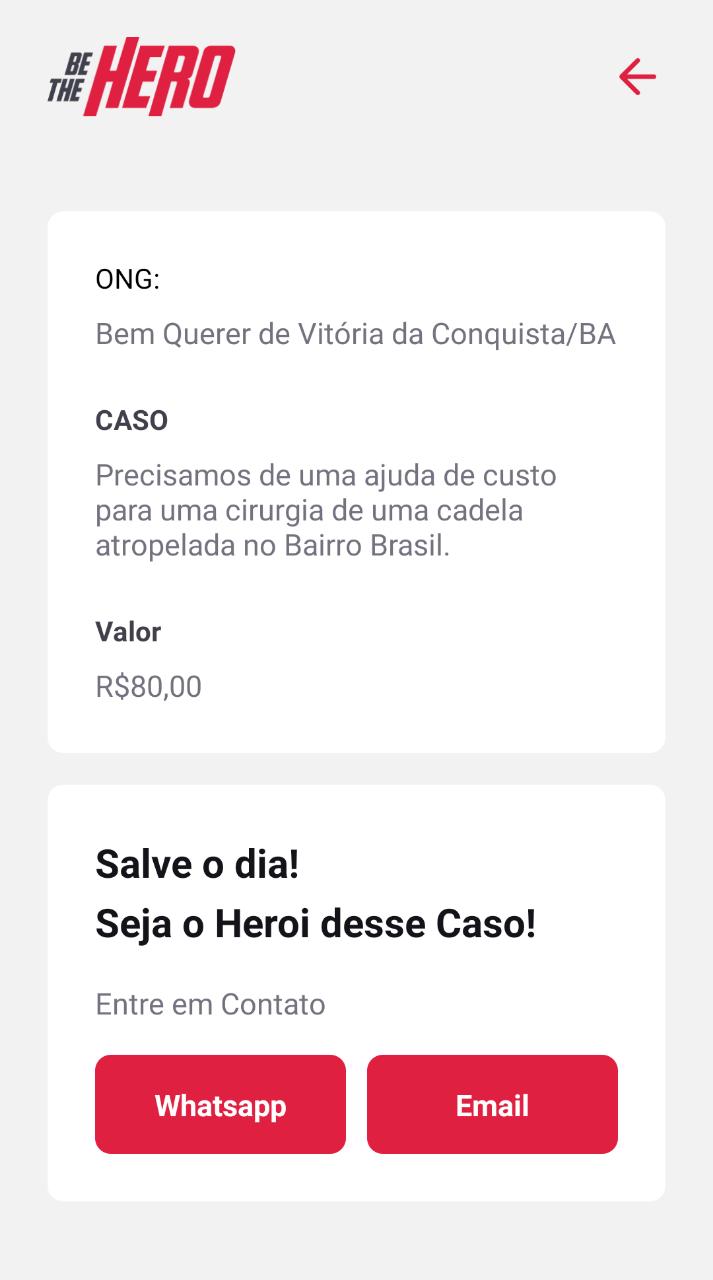 BE
THE HERO
ONG:
Bem Querer de Vitória da Conquista/BA
CASO
Precisamos de uma ajuda de custo
para uma cirurgia de uma cadela
atropelada no Bairro Brasil.
Valor
R$80,00
Salve o dia!
Seja o Heroi desse Caso!
Entre em Contato
Whatsapp
Email